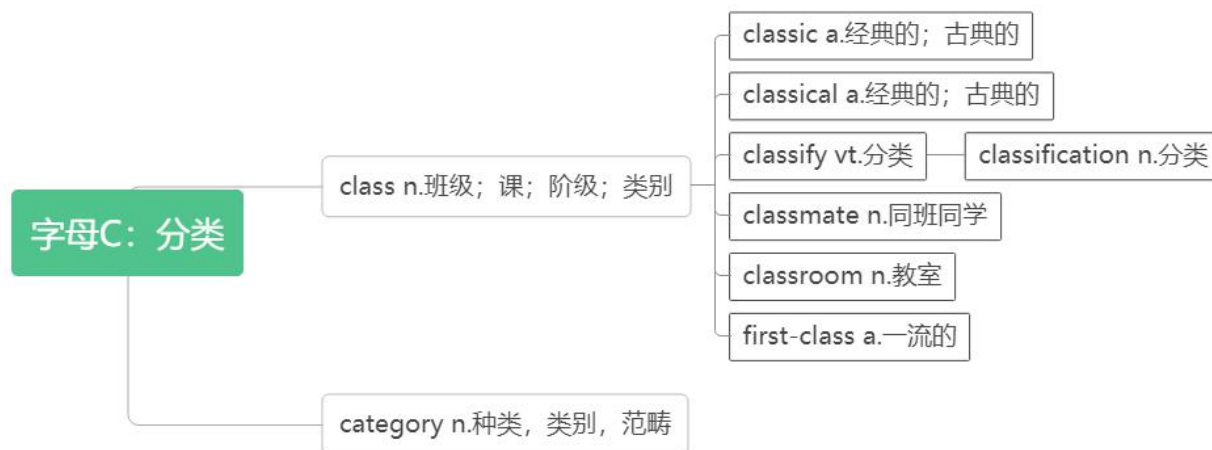 字母C：分类
class n.班级；课；阶级；类别
classic a.经典的；古典的
classical a.经典的；古典的
classify vt.分类
classification n.分类
classmate n.同班同学
classroom n.教室
first-class a.一流的
category n.种类，类别，范畴